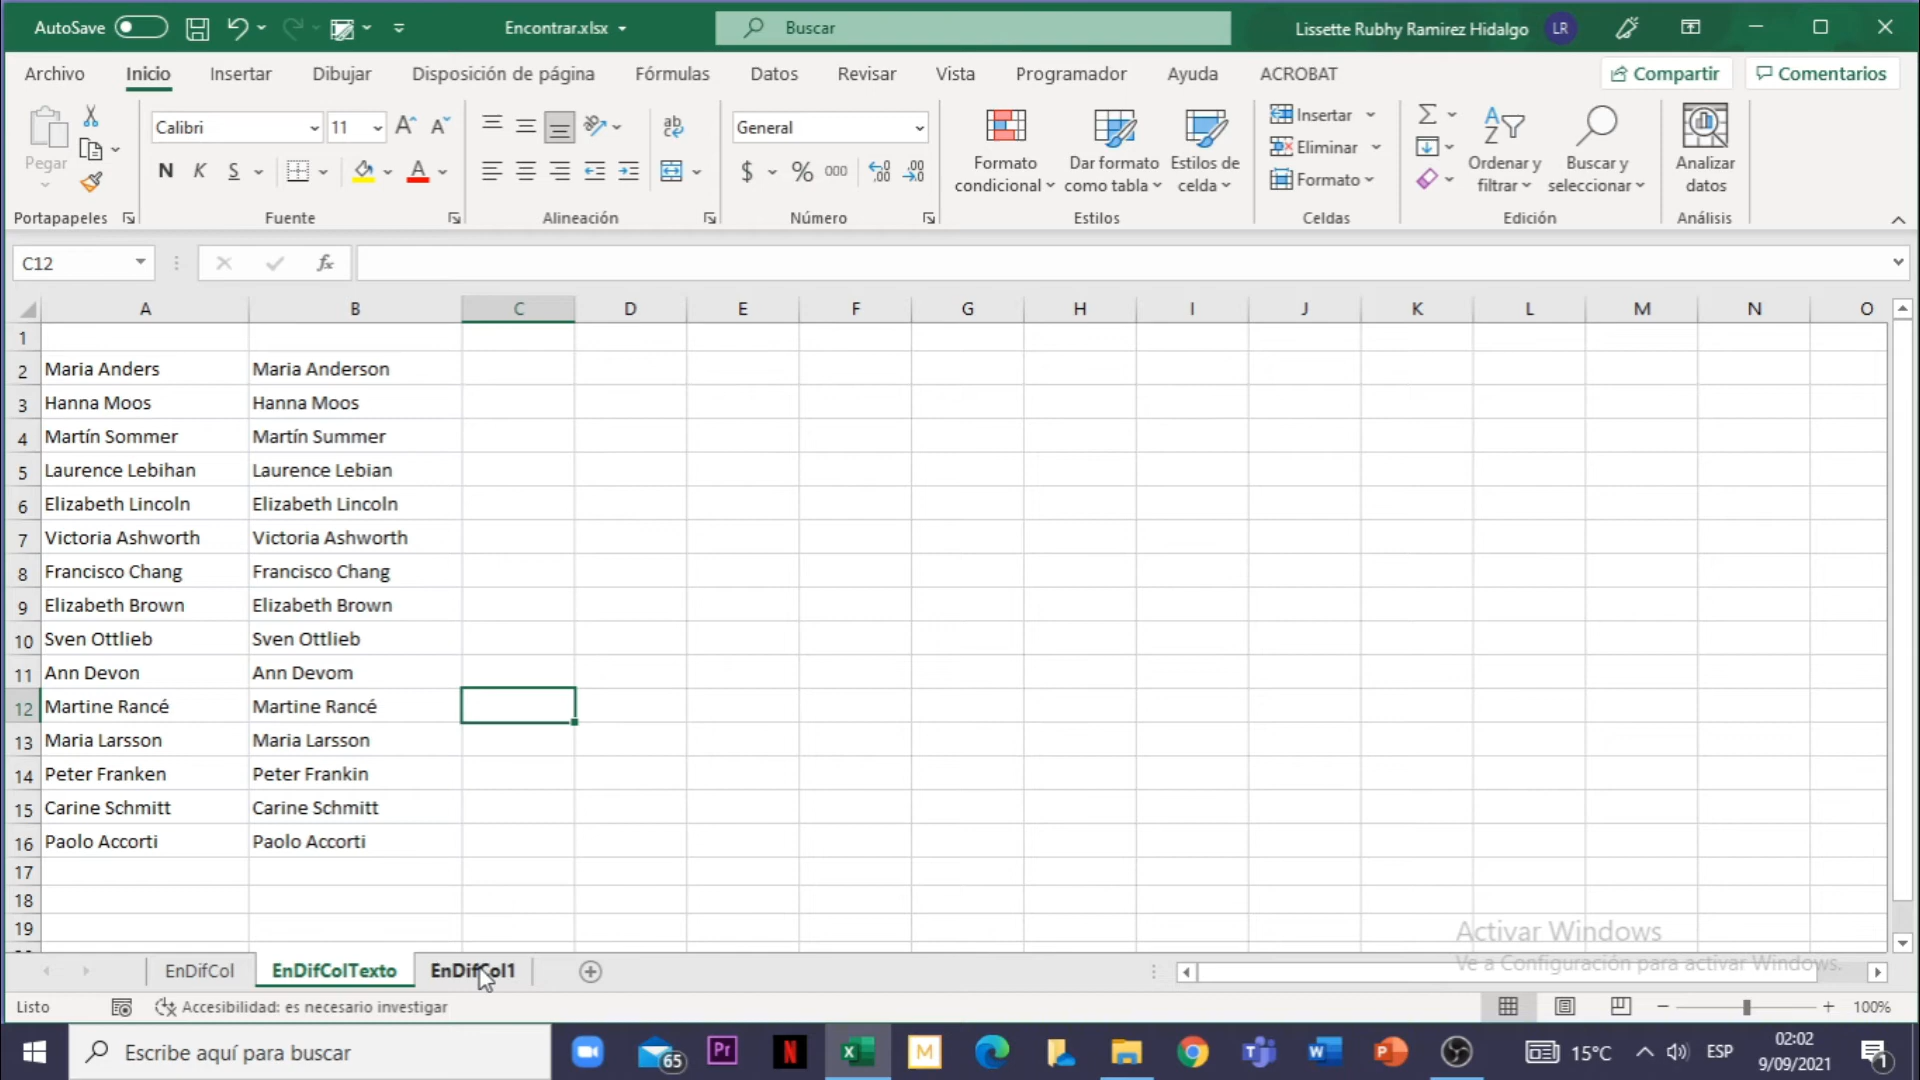 AutoSave Encontrar.xlsx Buscar Lissette Rubhy Ramirez Hidalgo LR
Archivo Inicio Insertar Dibujar Disposición de página Fórmulas Datos Revisar Vista Programador Ayuda ACROBAT Compartir Comentarios
Pegar
Calibri 11
N K S
General
$ % 000
Formato condicional
Dar formato como tabla
Estilos de celda
Insertar
Eliminar
Formato
Ordenar y filtrar
Buscar y seleccionar
Analizar datos
Portapapeles Fuente Alineación Número Estilos Celdas Edición Análisis
C12 fx
A B C D E F G H I J K L M N O
1
2 Maria Anders Maria Anderson
3 Hanna Moos Hanna Moos
4 Martín Sommer Martín Summer
5 Laurence Lebihan Laurence Lebian
6 Elizabeth Lincoln Elizabeth Lincoln
7 Victoria Ashworth Victoria Ashworth
8 Francisco Chang Francisco Chang
9 Elizabeth Brown Elizabeth Brown
10 Sven Ottlieb Sven Ottlieb
11 Ann Devon Ann Devom
12 Martine Rancé Martine Rancé
13 Maria Larsson Maria Larsson
14 Peter Franken Peter Frankin
15 Carine Schmitt Carine Schmitt
16 Paolo Accorti Paolo Accorti
17
18
19
Activar Windows
Ve a Configuración para activar Windows.
EnDifCol EnDifColTexto EnDifCol1
Listo Accesibilidad: es necesario investigar 100%
Escribe aquí para buscar 65 Pr N M 15°C ESP 02:02
9/09/2021 1